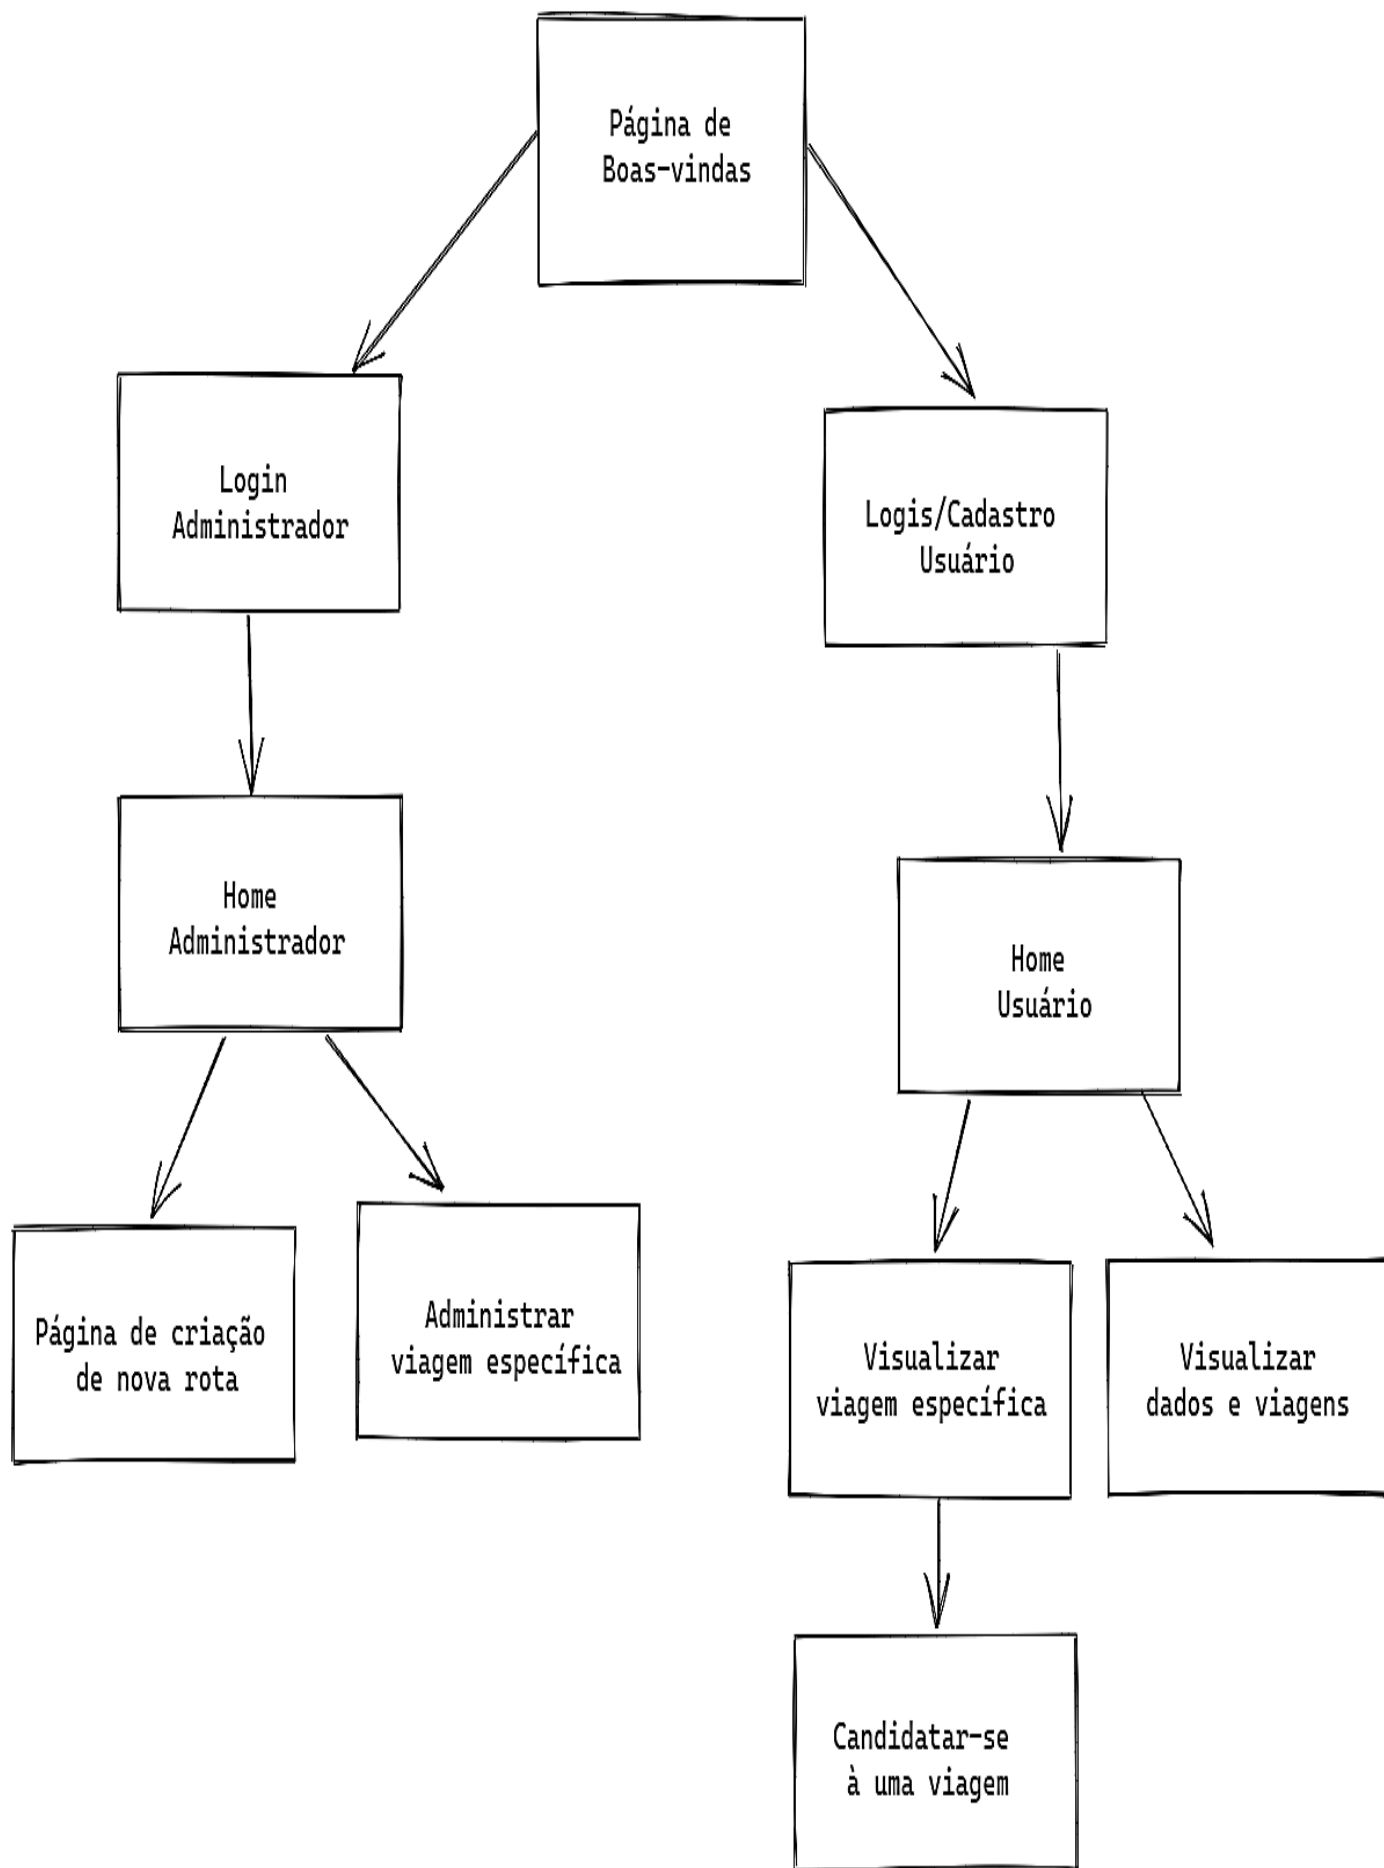 Página de
Boas-vindas
Login
Administrador
Logis/Cadastro
Usuário
Home
Administrador
Home
Usuário
Página de criação
de nova rota
Administrar
viagem específica
Visualizar
viagem específica
Visualizar
dados e viagens
Candidatar-se
à uma viagem